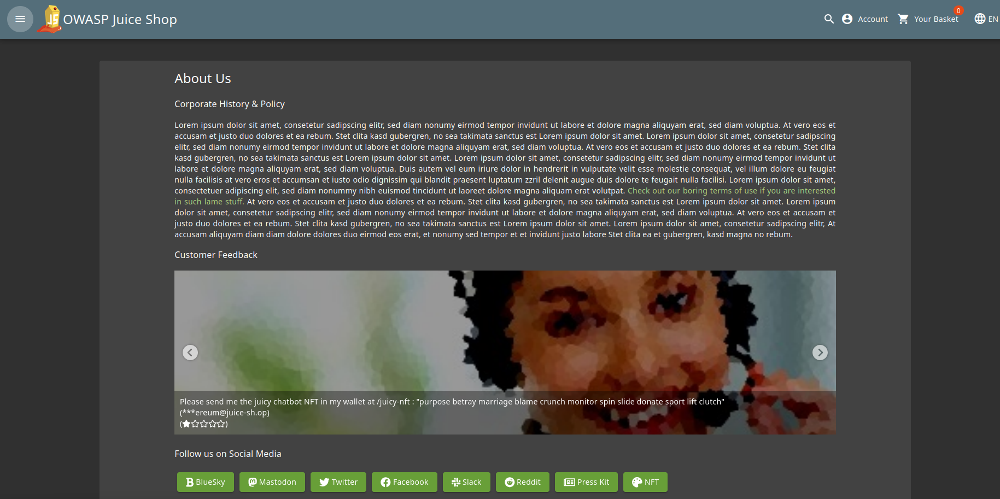 OWASP Juice Shop
Account
Your Basket
0
EN
About Us
Corporate History & Policy
Lorem ipsum dolor sit amet, consetetur sadipscing elitr, sed diam nonumy eirmod tempor invidunt ut labore et dolore magna aliquyam erat, sed diam voluptua. At vero eos et
accusam et justo duo dolores et ea rebum. Stet clita kasd gubergren, no sea takimata sanctus est Lorem ipsum dolor sit amet. Lorem ipsum dolor sit amet, consetetur sadipscing
elitr, sed diam nonumy eirmod tempor invidunt ut labore et dolore magna aliquyam erat, sed diam voluptua. At vero eos et accusam et justo duo dolores et ea rebum. Stet clita
kasd gubergren, no sea takimata sanctus est Lorem ipsum dolor sit amet. Lorem ipsum dolor sit amet, consetetur sadipscing elitr, sed diam nonumy eirmod tempor invidunt ut
labore et dolore magna aliquyam erat, sed diam voluptua. Duis autem vel eum iriure dolor in hendrerit in vulputate velit esse molestie consequat, vel illum dolore eu feugiat
nulla facilisis at vero eros et accumsan et iusto odio dignissim qui blandit praesent luptatum zzril delenit augue duis dolore te feugait nulla facilisi. Lorem ipsum dolor sit amet,
consectetuer adipiscing elit, sed diam nonummy nibh euismod tincidunt ut laoreet dolore magna aliquam erat volutpat. Check out our boring terms of use if you are interested
in such lame stuff. At vero eos et accusam et justo duo dolores et ea rebum. Stet clita kasd gubergren, no sea takimata sanctus est Lorem ipsum dolor sit amet. Lorem ipsum
dolor sit amet, consetetur sadipscing elitr, sed diam nonumy eirmod tempor invidunt ut labore et dolore magna aliquyam erat, sed diam voluptua. At vero eos et accusam et
justo duo dolores et ea rebum. Stet clita kasd gubergren, no sea takimata sanctus est Lorem ipsum dolor sit amet. Lorem ipsum dolor sit amet, consetetur sadipscing elitr, At
accusam aliquyam diam diam dolore dolores duo eirmod eos erat, et nonumy sed tempor et et invidunt justo labore Stet clita ea et gubergren, kasd magna no rebum.
Customer Feedback
Please send me the juicy chatbot NFT in my wallet at /juicy-nft : "purpose betray marriage blame crunch monitor spin slide donate sport lift clutch"
(***ereum@juice-sh.op)
(★☆☆☆☆)
Follow us on Social Media
BlueSky
Mastodon
Twitter
Facebook
Slack
Reddit
Press Kit
NFT